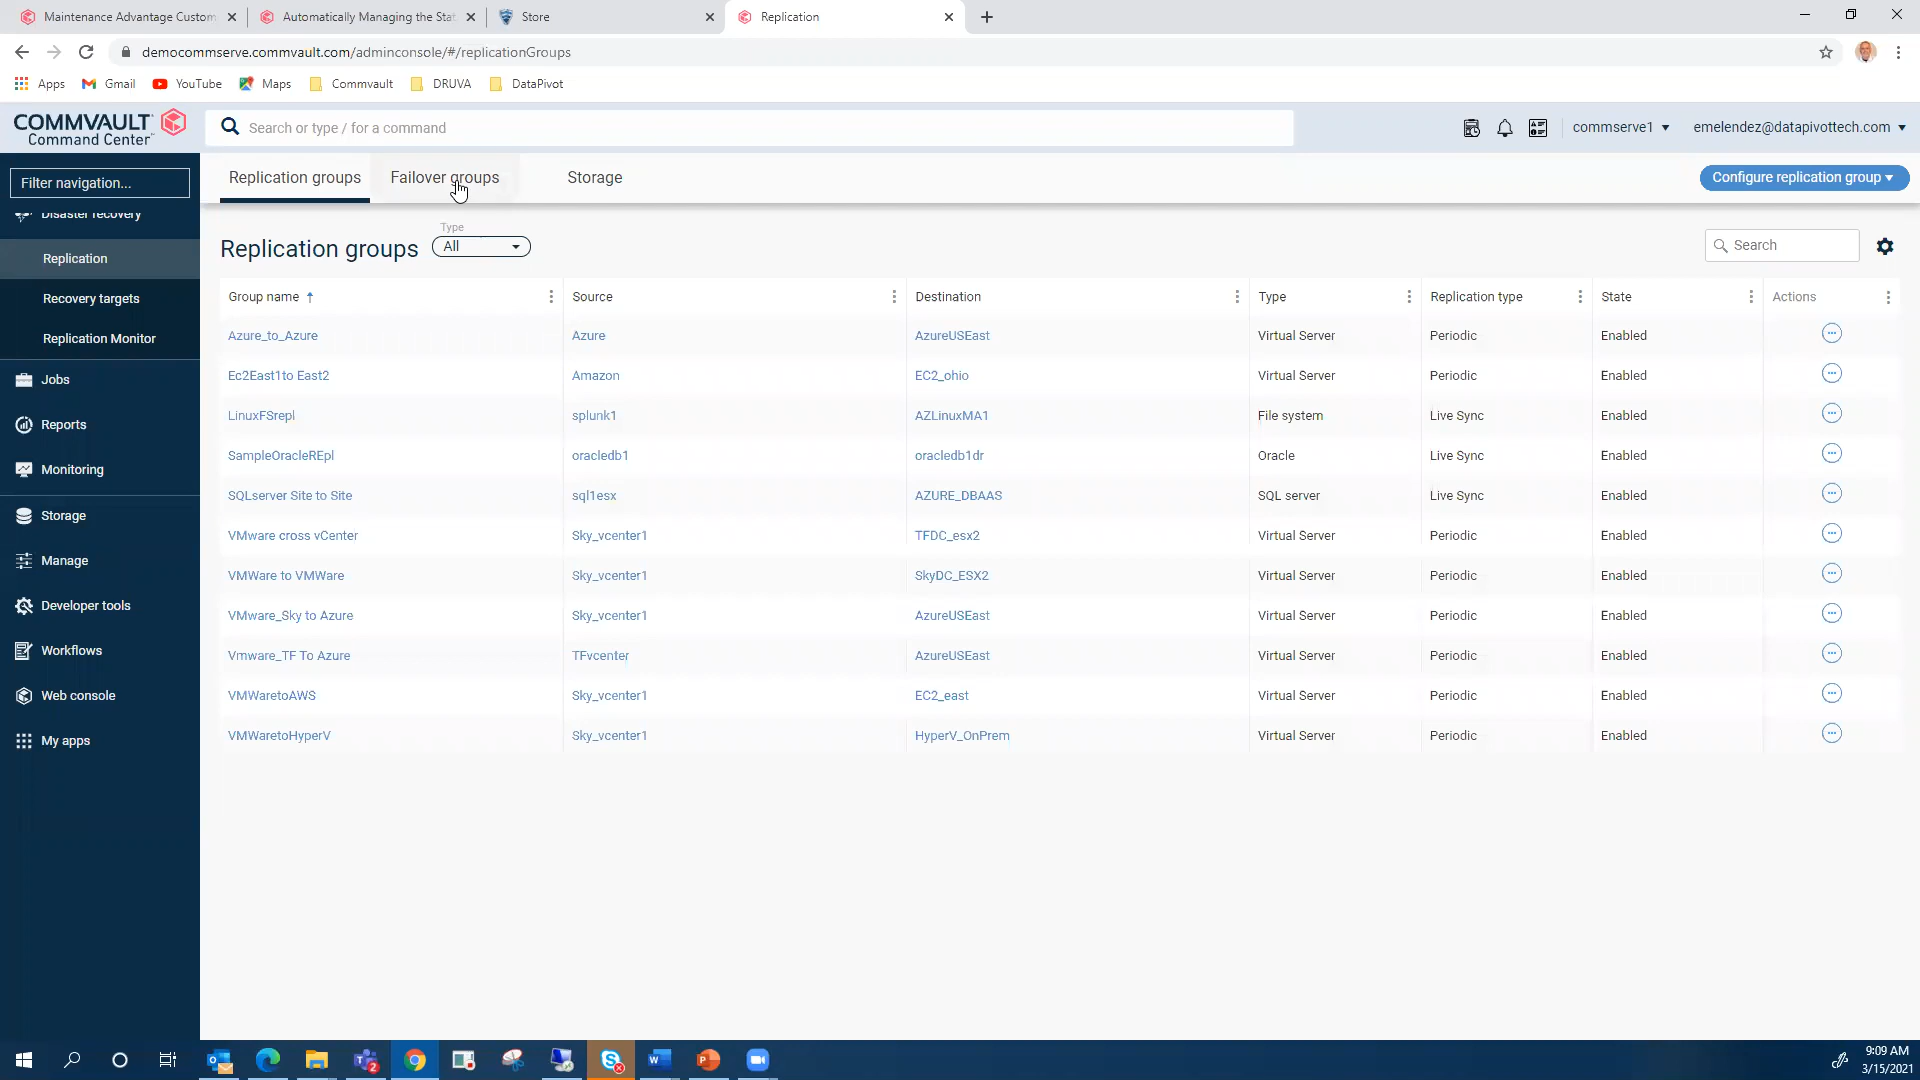 Maintenance Advantage Custom
Automatically Managing the Stat
Store
Replication
democommserve.commvault.com/adminconsole/#/replicationGroups
Apps
Gmail
YouTube
Maps
Commvault
DRUVA
DataPivot
COMMVAULT
Command Center
Search or type / for a command
commserve1
emelendez@datapivottech.com
Filter navigation...
Replication groups
Failover groups
Storage
Configure replication group
Disaster recovery
Replication
Recovery targets
Replication Monitor
Jobs
Reports
Monitoring
Storage
Manage
Developer tools
Workflows
Web console
My apps
Replication groups
Type
All
Search
Group name Source Destination Type Replication type State Actions
Azure_to_Azure Azure AzureUSEast Virtual Server Periodic Enabled
Ec2East1to East2 Amazon EC2_ohio Virtual Server Periodic Enabled
LinuxFSrepl splunk1 AZLinuxMA1 File system Live Sync Enabled
SampleOracleREpl oracledb1 oracledb1dr Oracle Live Sync Enabled
SQLserver Site to Site sql1esx AZURE_DBAAS SQL server Live Sync Enabled
VMware cross vCenter Sky_vcenter1 TFDC_esx2 Virtual Server Periodic Enabled
VMWare to VMWare Sky_vcenter1 SkyDC_ESX2 Virtual Server Periodic Enabled
VMware_Sky to Azure Sky_vcenter1 AzureUSEast Virtual Server Periodic Enabled
Vmware_TF To Azure TFvcenter AzureUSEast Virtual Server Periodic Enabled
VMWaretoAWS Sky_vcenter1 EC2_east Virtual Server Periodic Enabled
VMWaretoHyperV Sky_vcenter1 HyperV_OnPrem Virtual Server Periodic Enabled
9:09 AM
3/15/2021